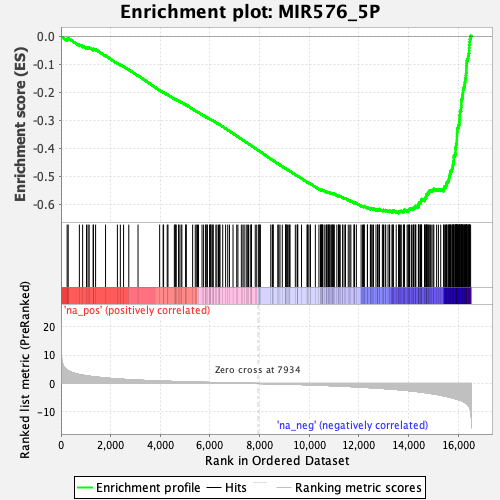 Enrichment plot: MIR576_5P
Enrichment score (ES)
0.0
-0.1
-0.2
-0.3
-0.4
-0.5
-0.6
'na_pos' (positively correlated)
Ranked list metric (PreRanked)
20
10
0
-10
Zero cross at 7934
'na_neg' (negatively correlated)
0
2,000
4,000
6,000
8,000
10,000
12,000
14,000
16,000
Rank in Ordered Dataset
Enrichment profile
Hits
Ranking metric scores